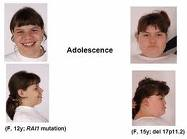 Adolescence
(F. 12y; RAI1 mutation)
(F. 15y; del 17p11.2)